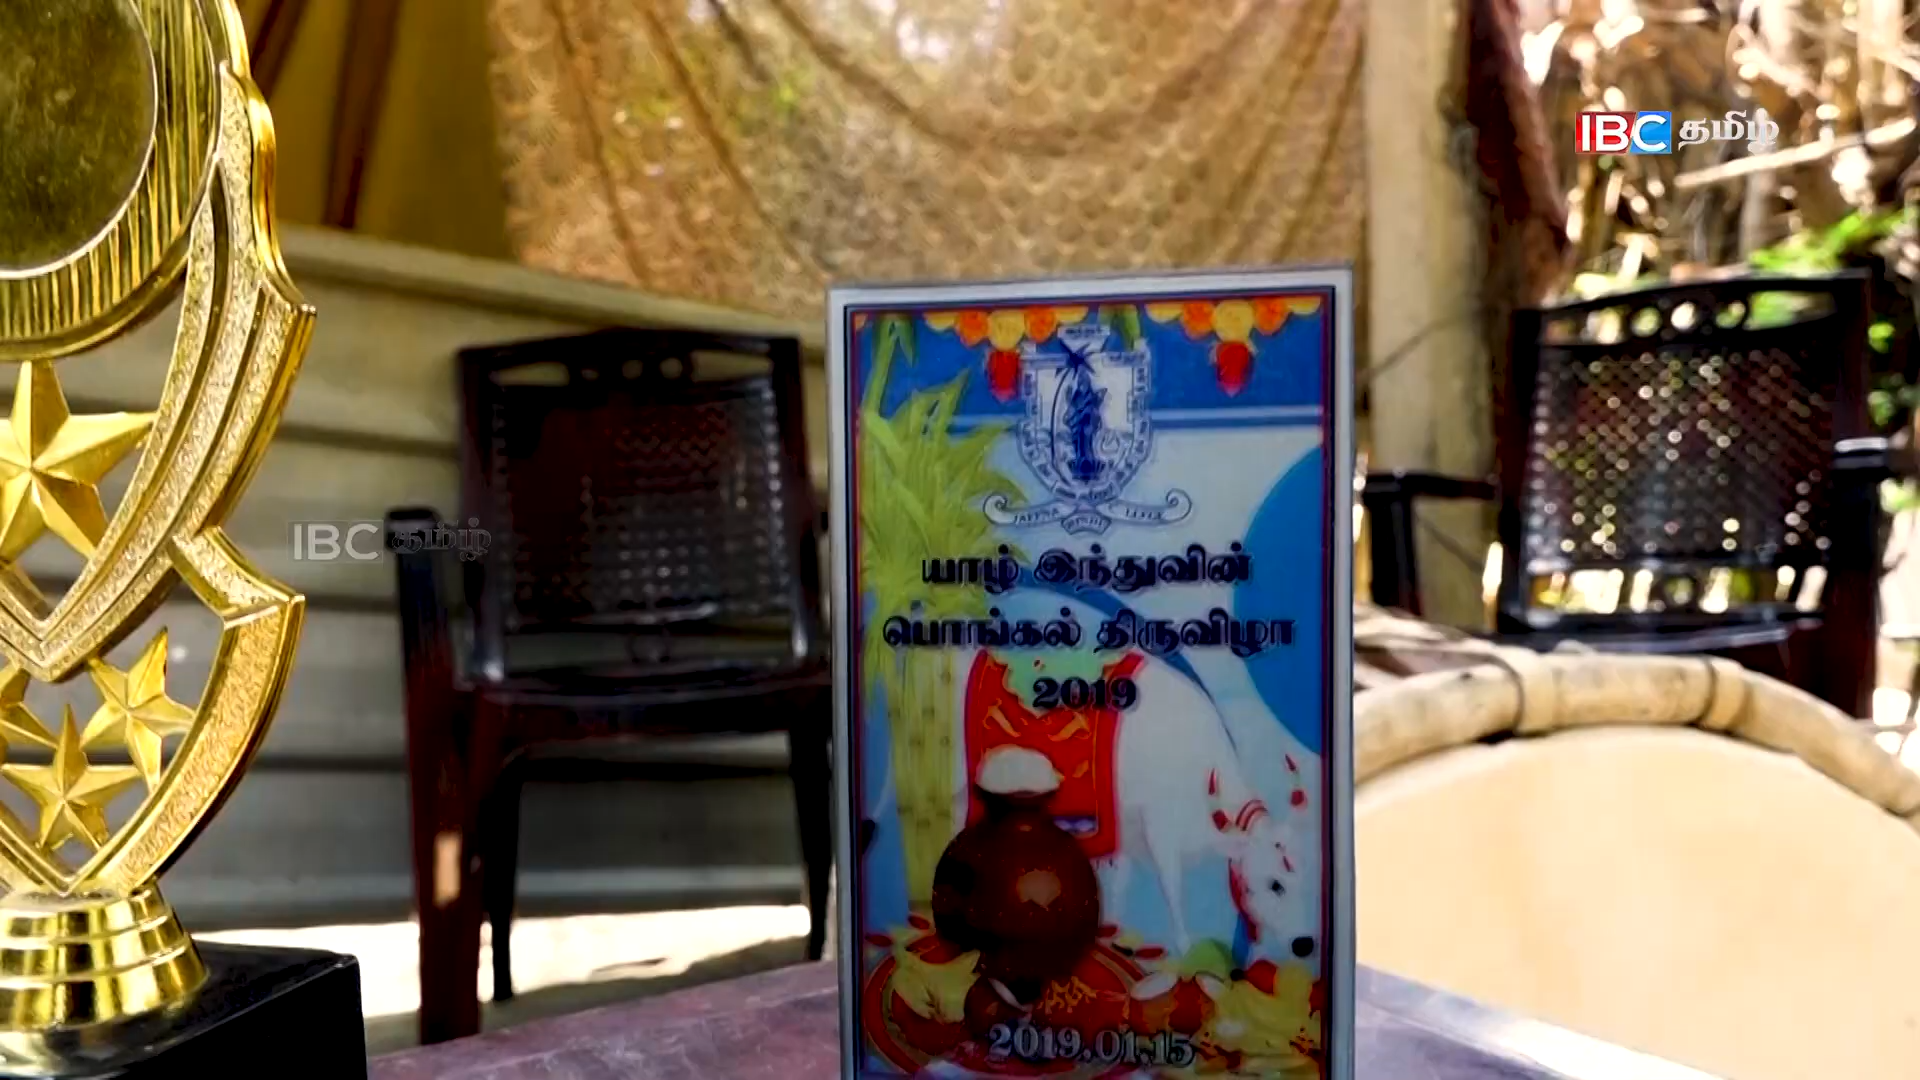 IBC தமிழ்
IBC தமிழ்
யாழ் இந்துவின்
பொங்கல் திருவிழா
2019
2019.01.15